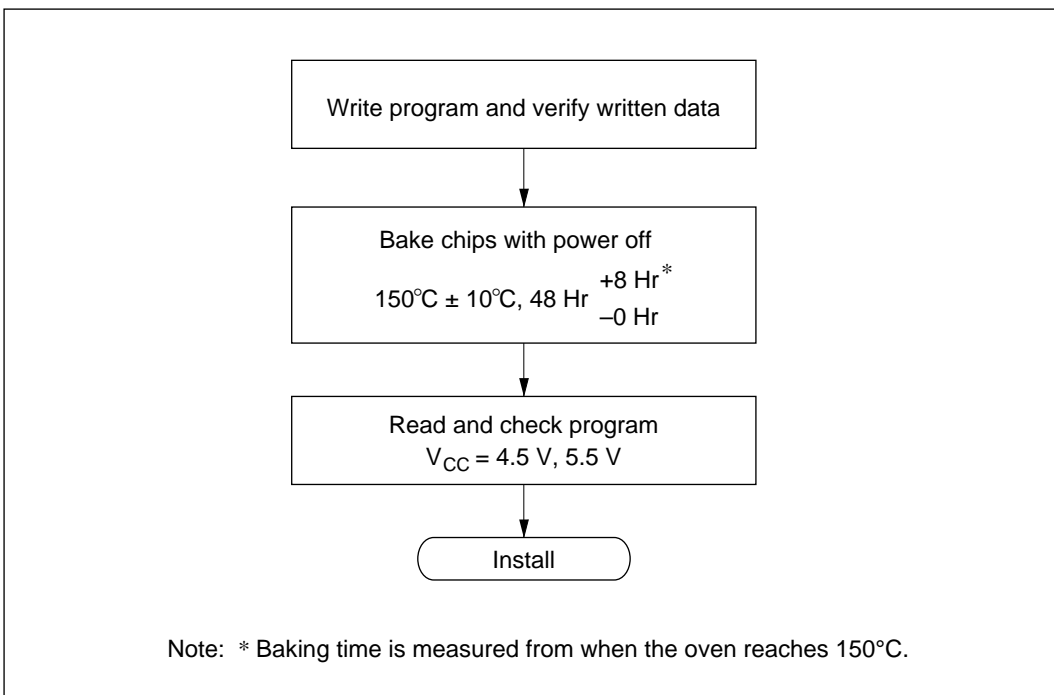 Write program and verify written data
Bake chips with power off
150°C ± 10°C, 48 Hr +8 Hr*
–0 Hr
Read and check program
VCC = 4.5 V, 5.5 V
Install
Note: * Baking time is measured from when the oven reaches 150°C.